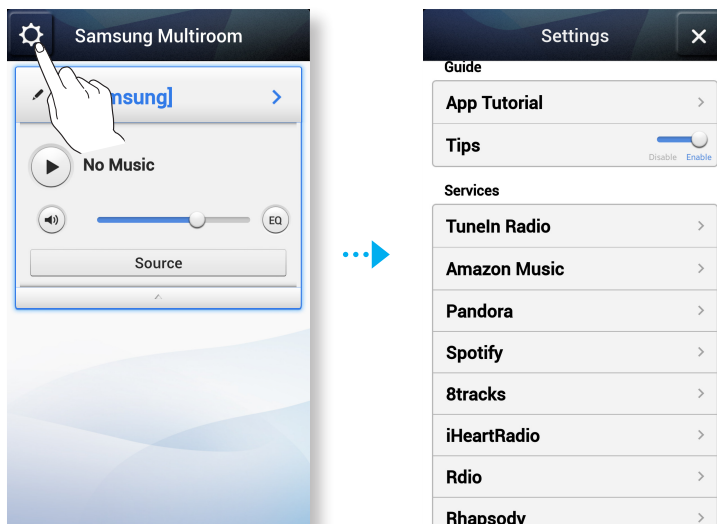 Samsung Multiroom
msung]
No Music
EQ
Source
Settings
Guide
App Tutorial
Tips
Disable Enable
Services
TuneIn Radio
Amazon Music
Pandora
Spotify
8tracks
iHeartRadio
Rdio
Rhapsody